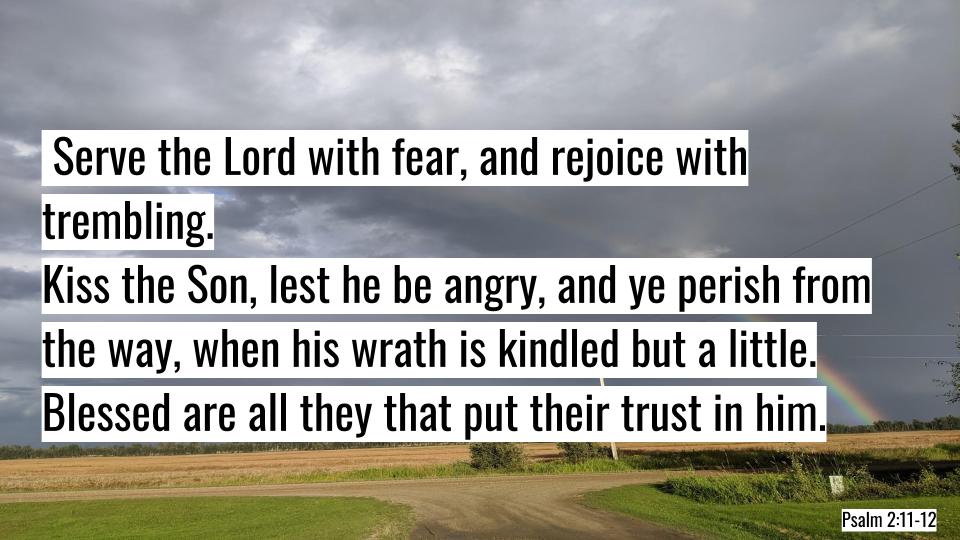 Serve the Lord with fear, and rejoice with
trembling.
Kiss the Son, lest he be angry, and ye perish from
the way, when his wrath is kindled but a little.
Blessed are all they that put their trust in him.
Psalm 2:11-12